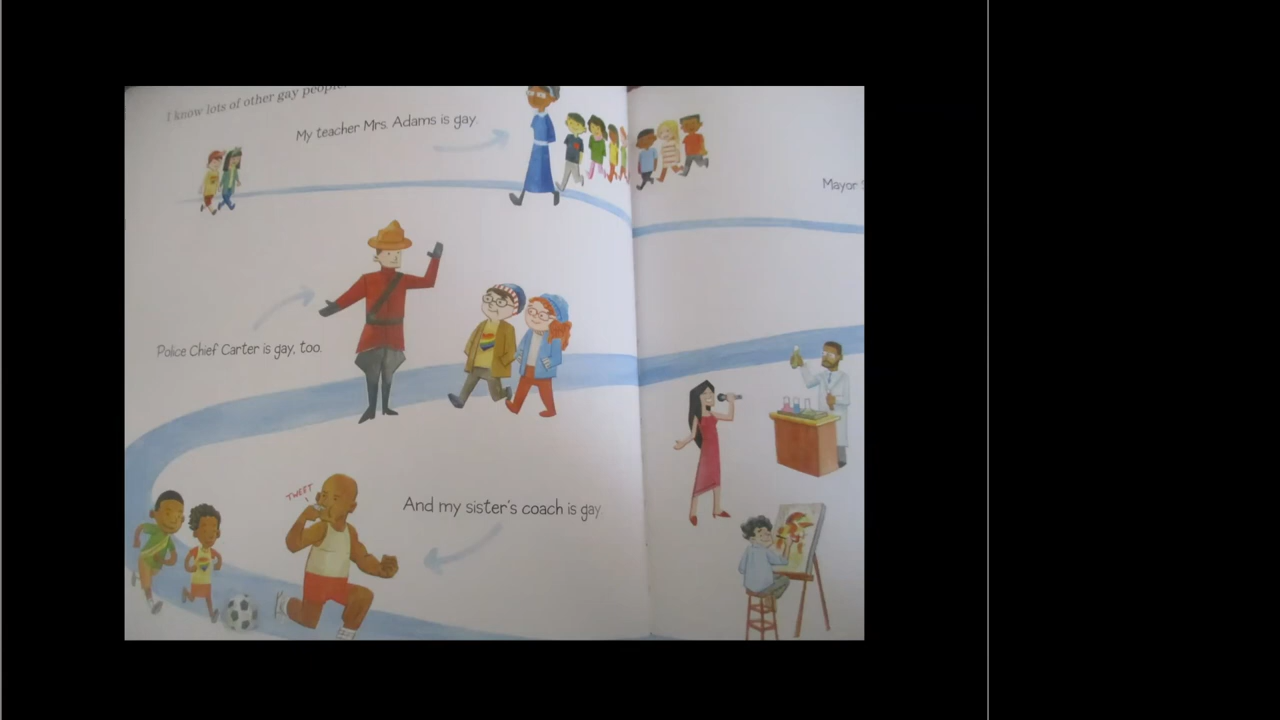 I know lots of other gay people.
My teacher Mrs. Adams is gay.
Mayor
Police Chief Carter is gay, too.
TWEET
And my sister's coach is gay